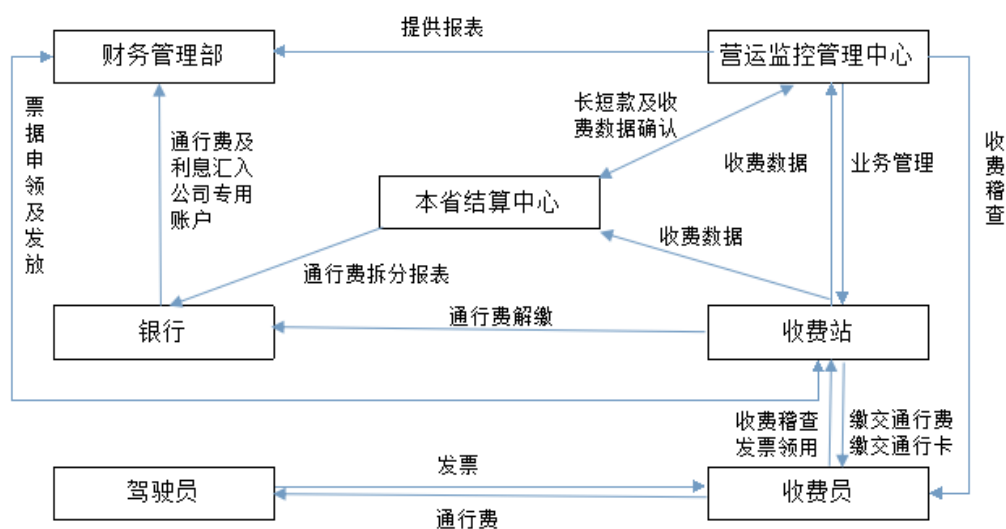 提供报表
财务管理部
营运监控管理中心
票
据
申
领
及
发
放
通行费及
利息汇入
公司专用
账户
长短款及收
费数据确认
收费数据
业务管理
收
费
稽
查
本省结算中心
收费数据
通行费拆分报表
银行
通行费解缴
收费站
收费稽查
发票领用
缴交通行费
缴交通行卡
驾驶员
发票
通行费
收费员